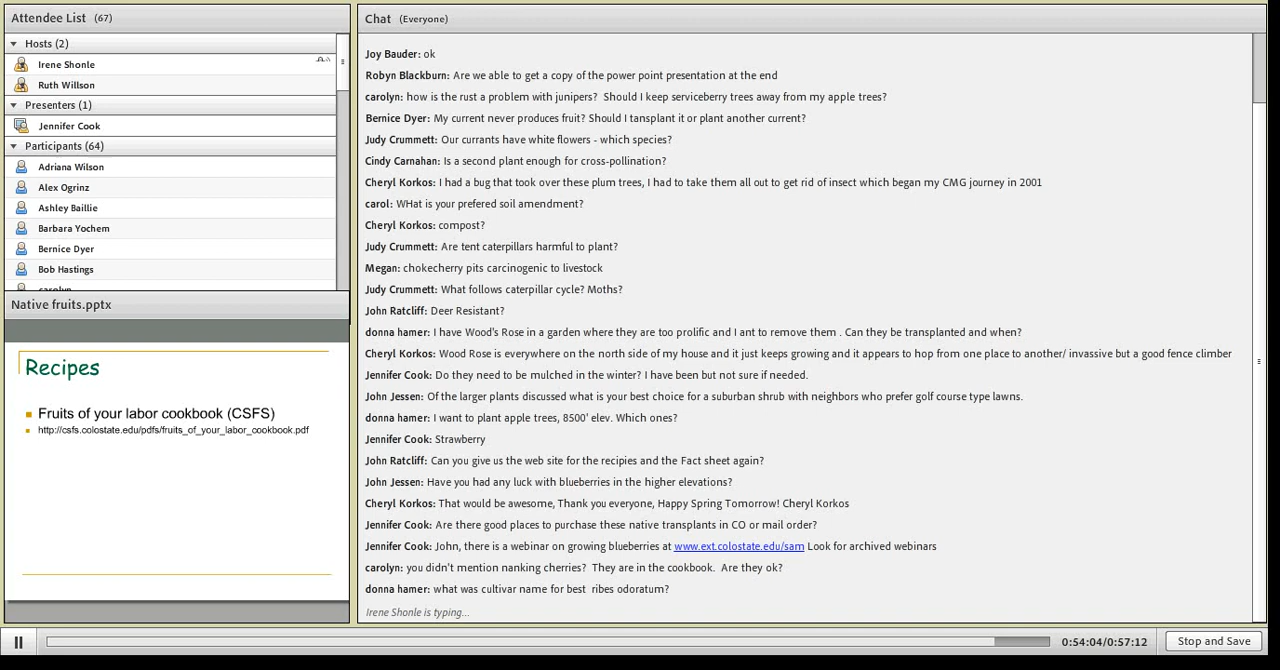 Attendee List (67)
Hosts (2)
Irene Shonle
Ruth Willson
Presenters (1)
Jennifer Cook
Participants (64)
Adriana Wilson
Alex Ogrinz
Ashley Baillie
Barbara Yochem
Bernice Dyer
Bob Hastings
carolyn
Native fruits.pptx
Recipes
Fruits of your labor cookbook (CSFS)
http://csfs.colostate.edu/pdfs/fruits_of_your_labor_cookbook.pdf
Chat (Everyone)
Joy Bauder: ok
Robyn Blackburn: Are we able to get a copy of the power point presentation at the end
carolyn: how is the rust a problem with junipers? Should I keep serviceberry trees away from my apple trees?
Bernice Dyer: My current never produces fruit? Should I tansplant it or plant another current?
Judy Crummett: Our currants have white flowers - which species?
Cindy Carnahan: Is a second plant enough for cross-pollination?
Cheryl Korkos: I had a bug that took over these plum trees, I had to take them all out to get rid of insect which began my CMG journey in 2001
carol: WHat is your prefered soil amendment?
Cheryl Korkos: compost?
Judy Crummett: Are tent caterpillars harmful to plant?
Megan: chokecherry pits carcinogenic to livestock
Judy Crummett: What follows caterpillar cycle? Moths?
John Ratcliff: Deer Resistant?
donna hamer: I have Wood's Rose in a garden where they are too prolific and I ant to remove them . Can they be transplanted and when?
Cheryl Korkos: Wood Rose is everywhere on the north side of my house and it just keeps growing and it appears to hop from one place to another/ invassive but a good fence climber
Jennifer Cook: Do they need to be mulched in the winter? I have been but not sure if needed.
John Jessen: Of the larger plants discussed what is your best choice for a suburban shrub with neighbors who prefer golf course type lawns.
donna hamer: I want to plant apple trees, 8500' elev. Which ones?
Jennifer Cook: Strawberry
John Ratcliff: Can you give us the web site for the recipies and the Fact sheet again?
John Jessen: Have you had any luck with blueberries in the higher elevations?
Cheryl Korkos: That would be awesome, Thank you everyone, Happy Spring Tomorrow! Cheryl Korkos
Jennifer Cook: Are there good places to purchase these native transplants in CO or mail order?
Jennifer Cook: John, there is a webinar on growing blueberries at www.ext.colostate.edu/sam Look for archived webinars
carolyn: you didn't mention nanking cherries? They are in the cookbook. Are they ok?
donna hamer: what was cultivar name for best ribes odoratum?
Irene Shonle is typing...
0:54:04/0:57:12
Stop and Save